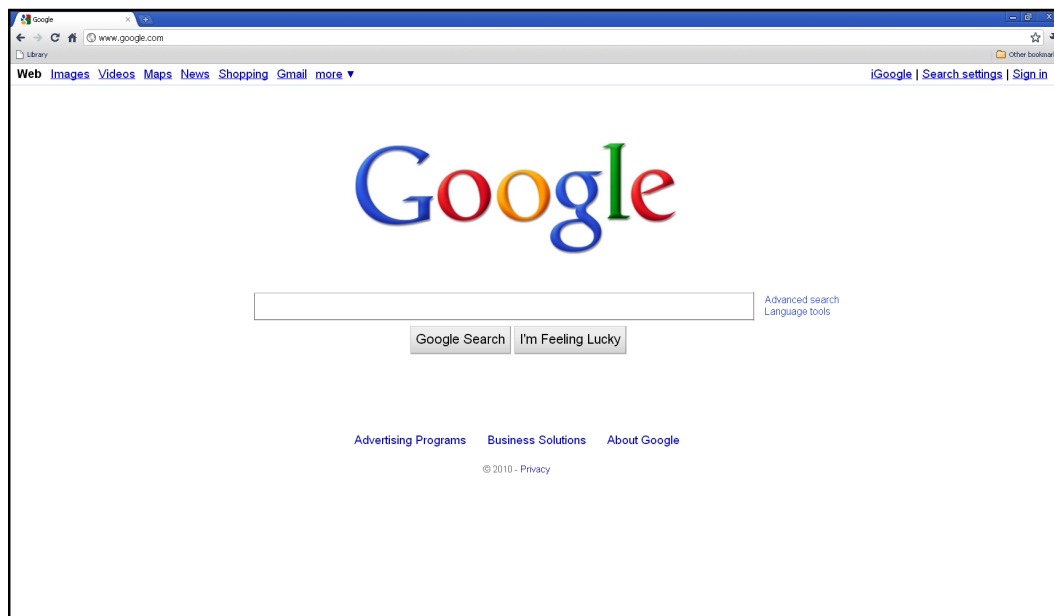 Google
www.google.com
Library
Other bookmar
Web Images Videos Maps News Shopping Gmail more ▼
iGoogle | Search settings | Sign in
Google
Advanced search
Language tools
Google Search I'm Feeling Lucky
Advertising Programs Business Solutions About Google
© 2010 - Privacy